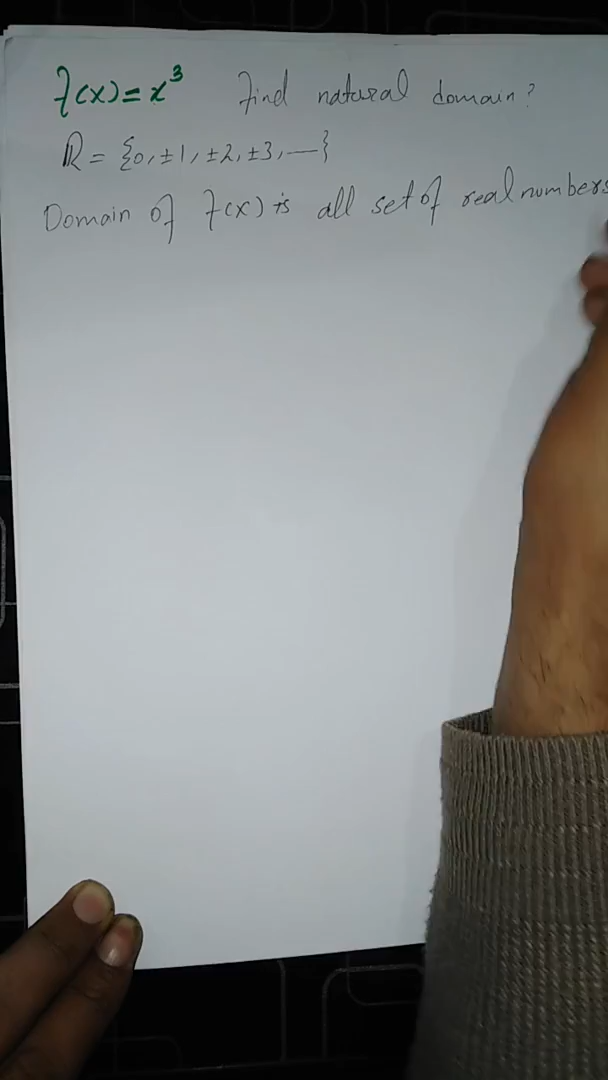 f(x)=x³ Find natural domain?
ℝ = {0, ±1, ±2, ±3, —}
Domain of f(x) is all set of real numbers